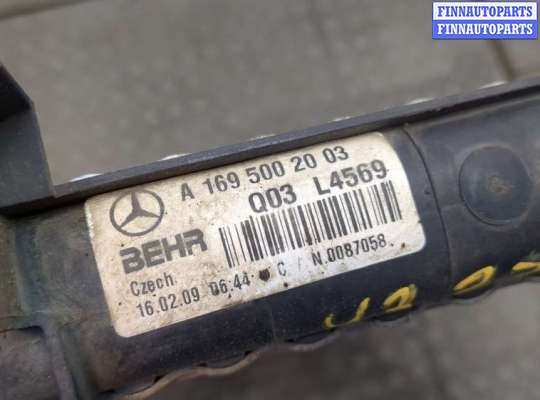 FINNAUTOPARTS
FINNAUTOPARTS
A 169 500 20 03
Q03 L4569
BEHR
Czech
16.02.09 06:44 C / N.0087058